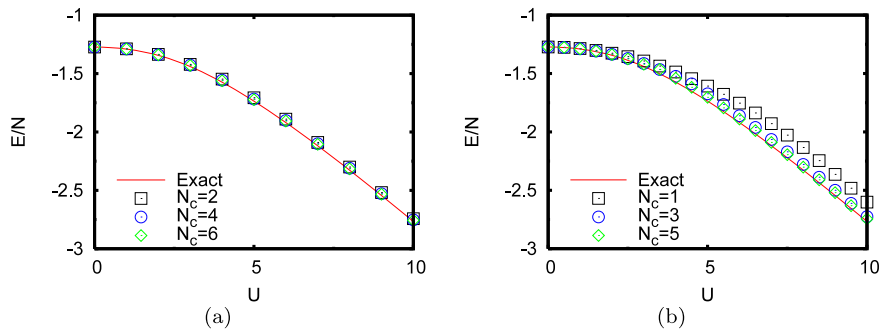 -1
-1.5
-2
-2.5
-3
E/N
Exact
N_c=2
N_c=4
N_c=6
0
5
10
U
(a)
-1
-1.5
-2
-2.5
-3
E/N
Exact
N_c=1
N_c=3
N_c=5
0
5
10
U
(b)